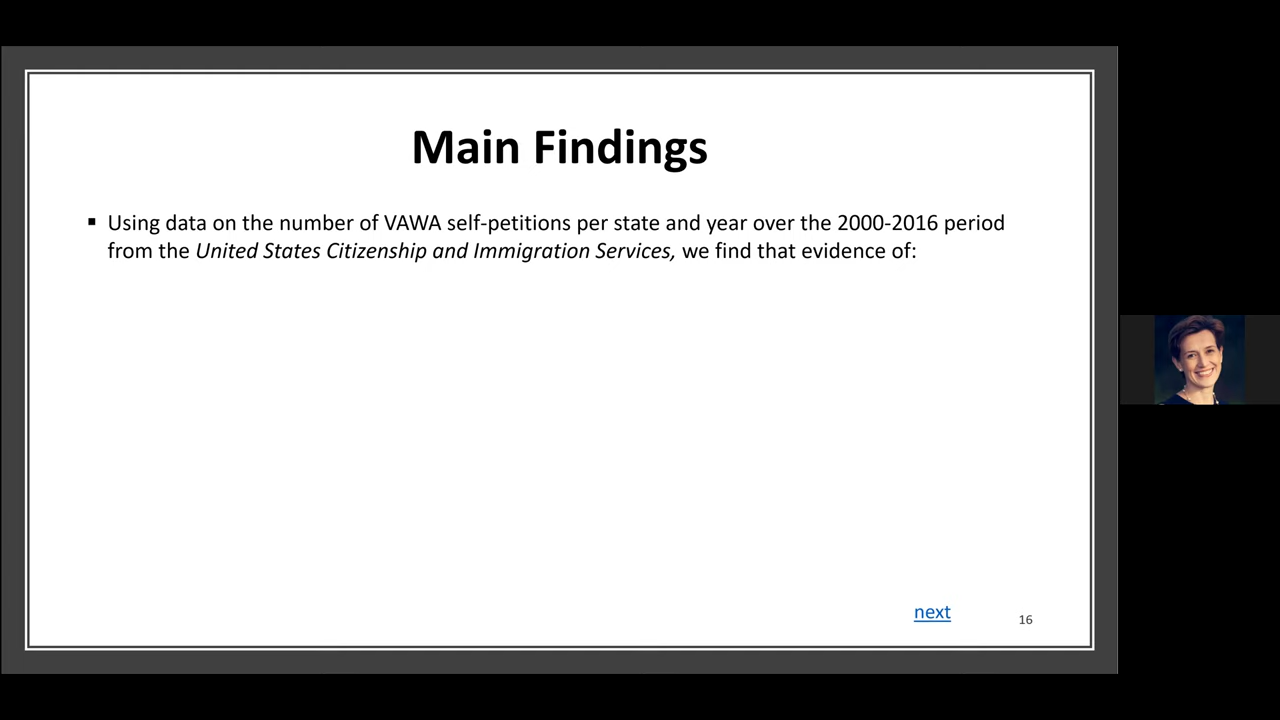 Main Findings
▪ Using data on the number of VAWA self-petitions per state and year over the 2000-2016 period
from the United States Citizenship and Immigration Services, we find that evidence of:
next
16